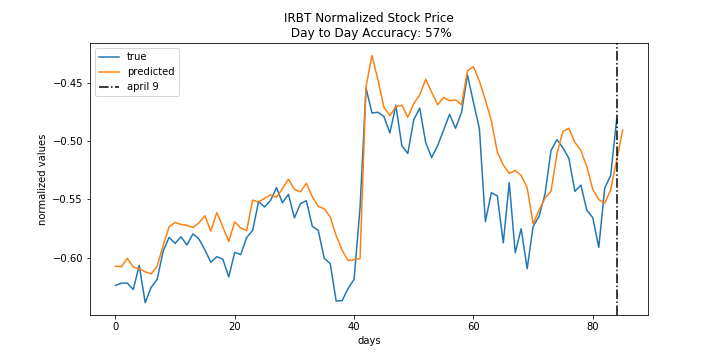 IRBT Normalized Stock Price
Day to Day Accuracy: 57%
true
predicted
april 9
normalized values
−0.45
−0.50
−0.55
−0.60
0
20
40
60
80
days